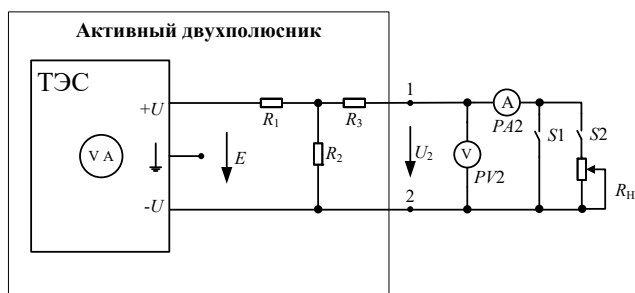 Активный двухполюсник
ТЭС
+U
V A
-U
E
R1
R2
R3
1
U2
2
A
PA2
V
PV2
S1
S2
RН